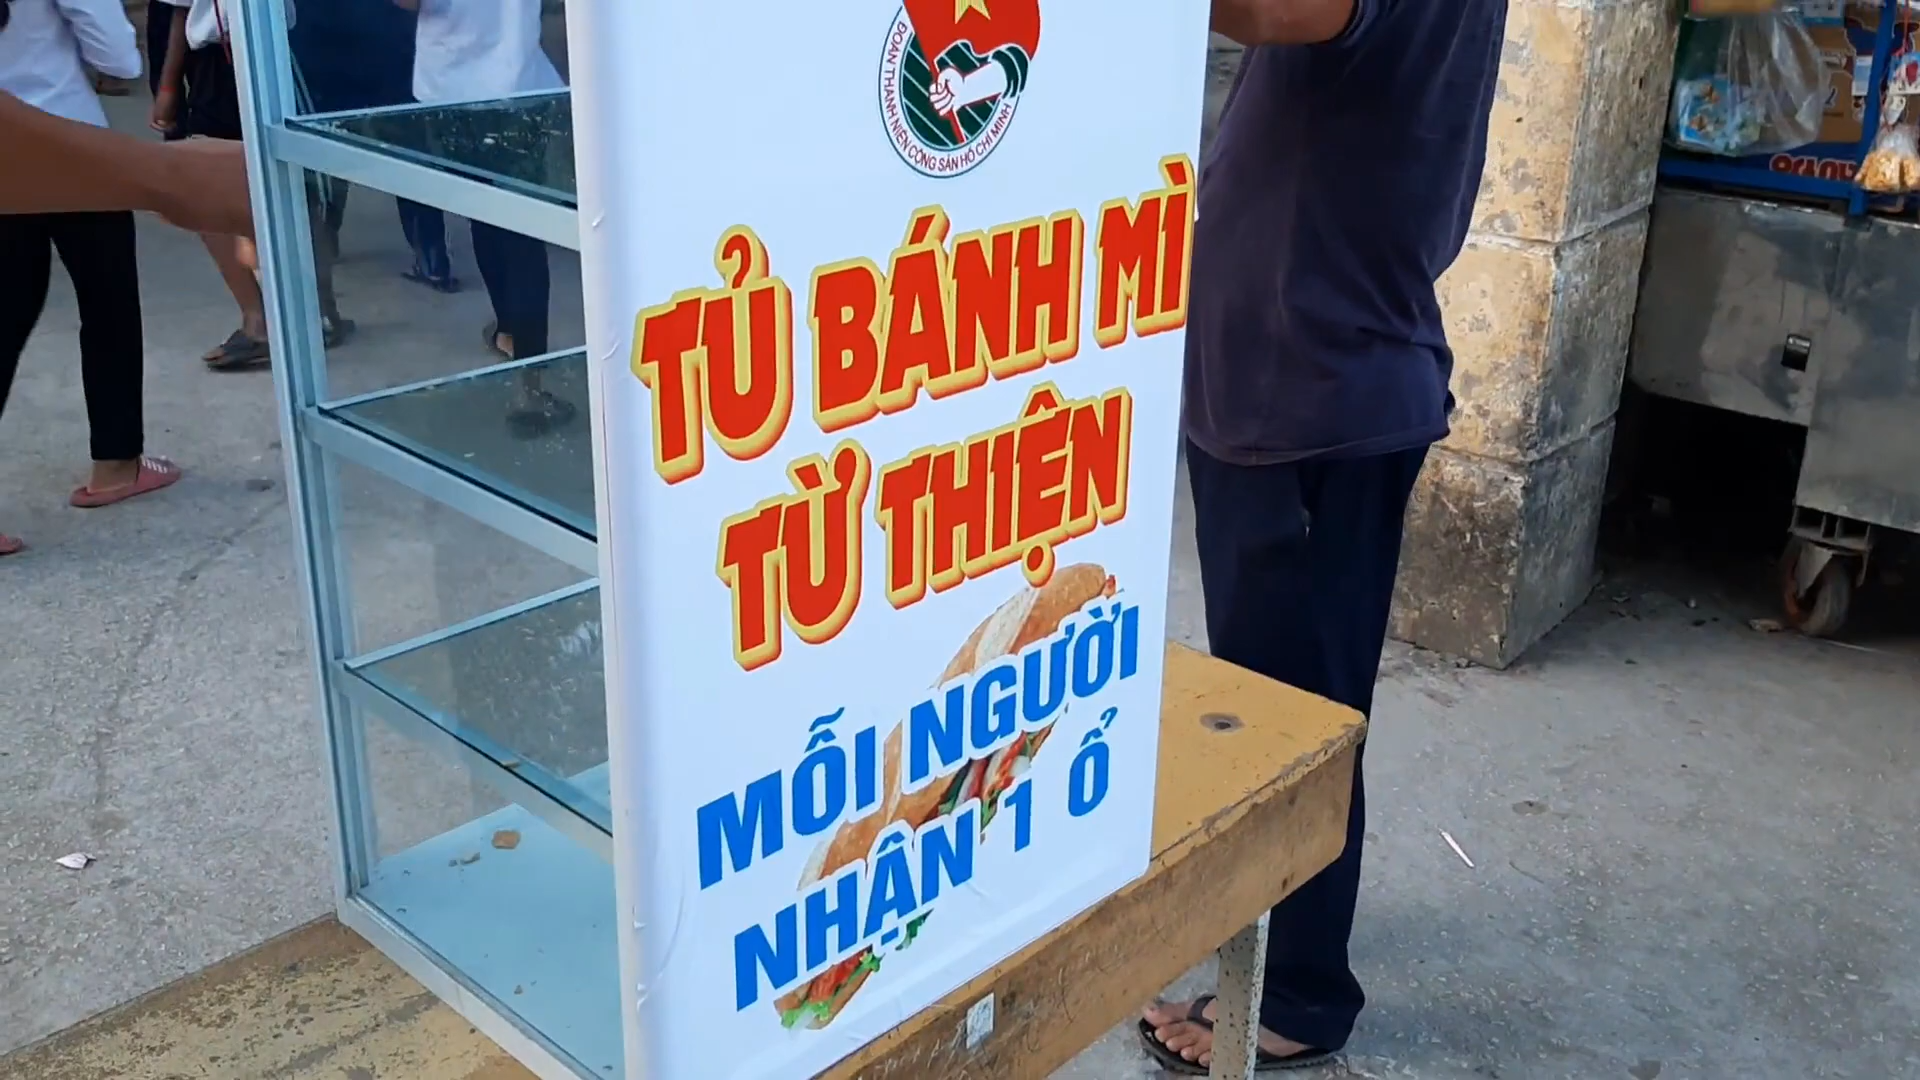 ĐOÀN THANH NIÊN CỘNG SẢN HỒ CHÍ MINH
TỦ BÁNH MÌ
TỪ THIỆN
MỖI NGƯỜI
NHẬN 1 Ổ